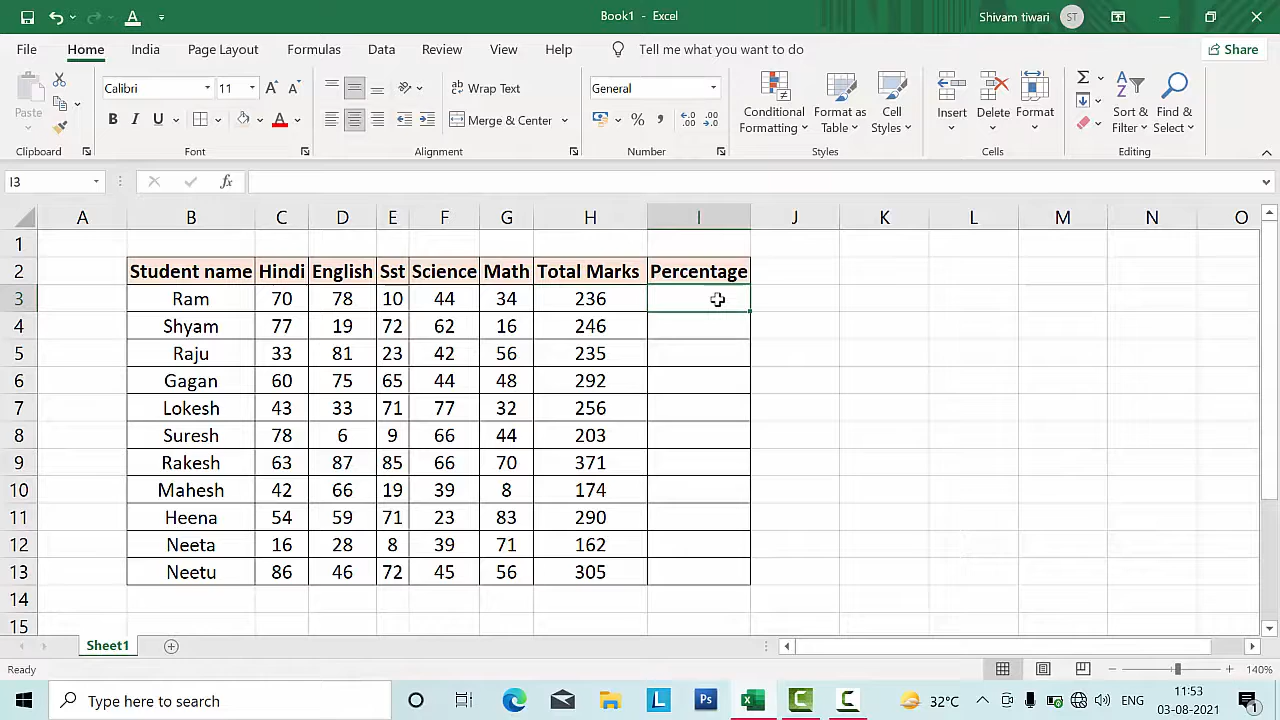 Book1 - Excel
Shivam tiwari ST
File Home India Page Layout Formulas Data Review View Help Tell me what you want to do Share
Paste
Clipboard
Calibri 11 A A
B I U A
Font
Wrap Text
Merge & Center
Alignment
General
% ,
Number
Conditional Formatting
Format as Table
Cell Styles
Styles
Insert Delete Format
Cells
Sort & Filter
Find & Select
Editing
I3 fx
A B C D E F G H I J K L M N O
1
2 Student name Hindi English Sst Science Math Total Marks Percentage
3 Ram 70 78 10 44 34 236
4 Shyam 77 19 72 62 16 246
5 Raju 33 81 23 42 56 235
6 Gagan 60 75 65 44 48 292
7 Lokesh 43 33 71 77 32 256
8 Suresh 78 6 9 66 44 203
9 Rakesh 63 87 85 66 70 371
10 Mahesh 42 66 19 39 8 174
11 Heena 54 59 71 23 83 290
12 Neeta 16 28 8 39 71 162
13 Neetu 86 46 72 45 56 305
14
15
Sheet1
Ready 140%
Type here to search
L Ps
32°C ENG 11:53
03-08-2021 1